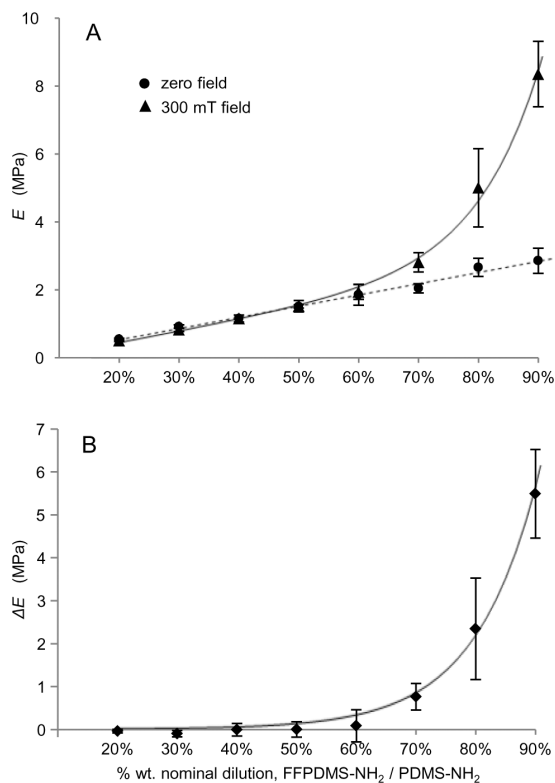 A
10
8
6
4
2
0
E (MPa)
● zero field
▲ 300 mT field
20% 30% 40% 50% 60% 70% 80% 90%
B
7
6
5
4
3
2
1
0
ΔE (MPa)
20% 30% 40% 50% 60% 70% 80% 90%
% wt. nominal dilution, FFPDMS-NH₂ / PDMS-NH₂